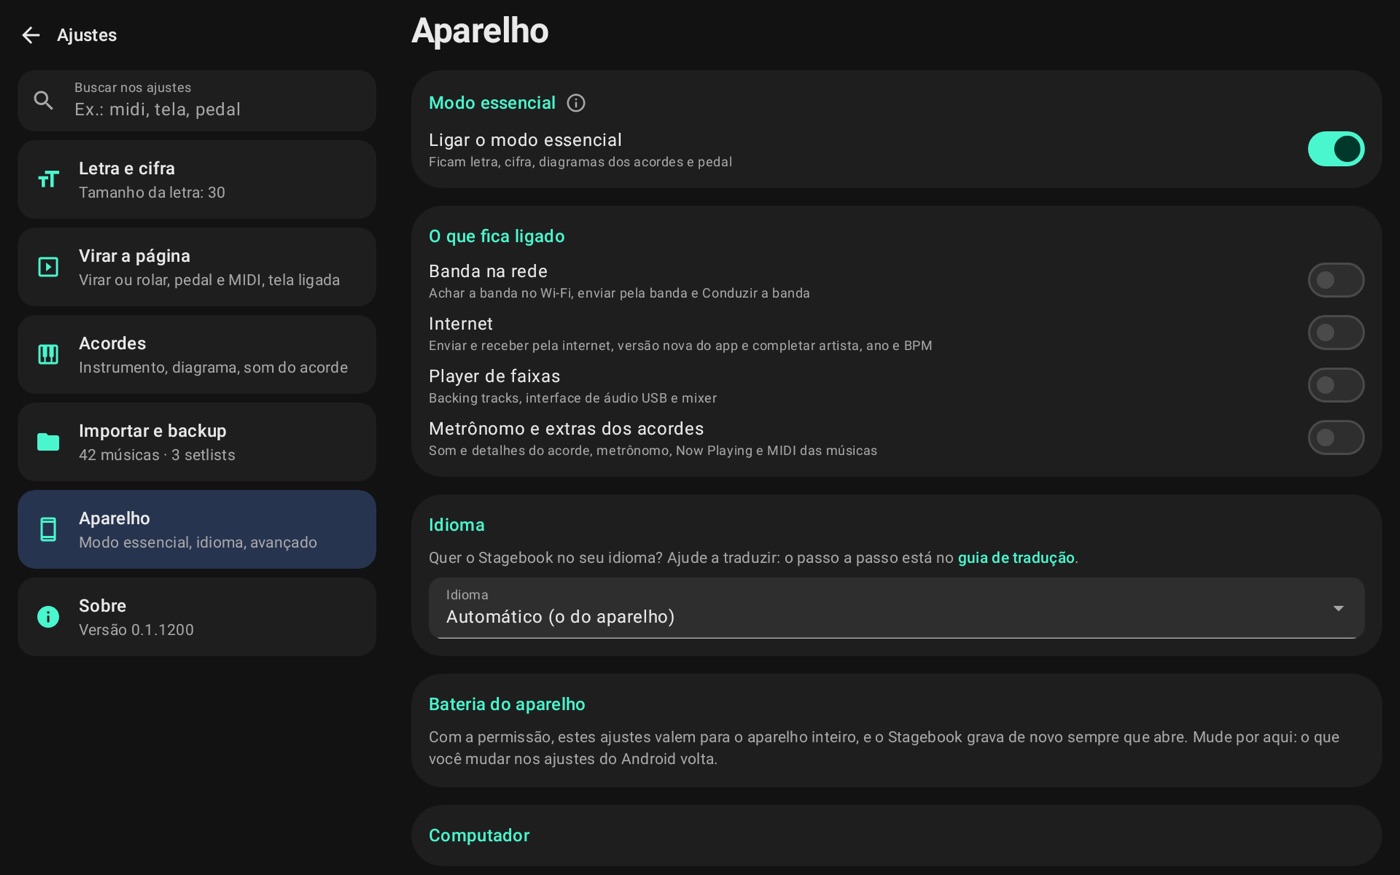 Ajustes
Buscar nos ajustes
Ex.: midi, tela, pedal
Letra e cifra
Tamanho da letra: 30
Virar a página
Virar ou rolar, pedal e MIDI, tela ligada
Acordes
Instrumento, diagrama, som do acorde
Importar e backup
42 músicas · 3 setlists
Aparelho
Modo essencial, idioma, avançado
Sobre
Versão 0.1.1200
Aparelho
Modo essencial
Ligar o modo essencial
Ficam letra, cifra, diagramas dos acordes e pedal
O que fica ligado
Banda na rede
Achar a banda no Wi-Fi, enviar pela banda e Conduzir a banda
Internet
Enviar e receber pela internet, versão nova do app e completar artista, ano e BPM
Player de faixas
Backing tracks, interface de áudio USB e mixer
Metrônomo e extras dos acordes
Som e detalhes do acorde, metrônomo, Now Playing e MIDI das músicas
Idioma
Quer o Stagebook no seu idioma? Ajude a traduzir: o passo a passo está no guia de tradução.
Idioma
Automático (o do aparelho)
Bateria do aparelho
Com a permissão, estes ajustes valem para o aparelho inteiro, e o Stagebook grava de novo sempre que abre. Mude por aqui: o que
você mudar nos ajustes do Android volta.
Computador